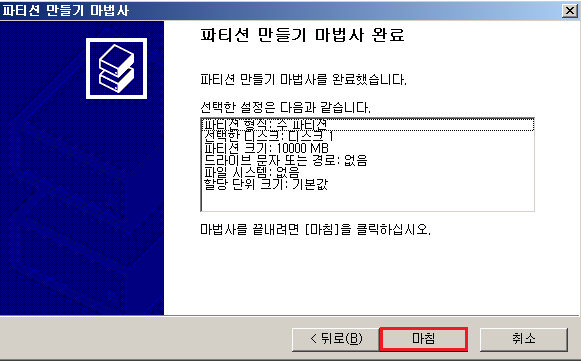 파티션 만들기 마법사
파티션 만들기 마법사 완료
파티션 만들기 마법사를 완료했습니다.
선택한 설정은 다음과 같습니다.
파티션 형식: 주 파티션
선택한 디스크: 디스크 1
파티션 크기: 10000 MB
드라이브 문자 또는 경로: 없음
파일 시스템: 없음
할당 단위 크기: 기본값
마법사를 끝내려면 [마침]을 클릭하십시오.
< 뒤로(B)
마침
취소